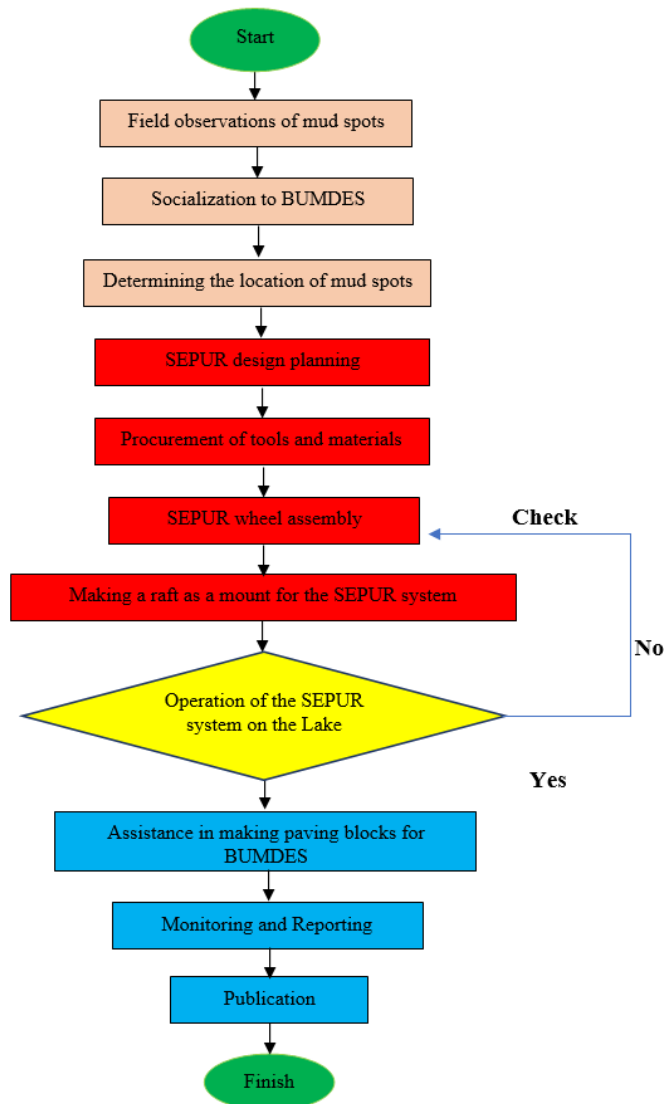 Start
Field observations of mud spots
Socialization to BUMDES
Determining the location of mud spots
SEPUR design planning
Procurement of tools and materials
SEPUR wheel assembly
Check
Making a raft as a mount for the SEPUR system
No
Operation of the SEPUR
system on the Lake
Yes
Assistance in making paving blocks for
BUMDES
Monitoring and Reporting
Publication
Finish